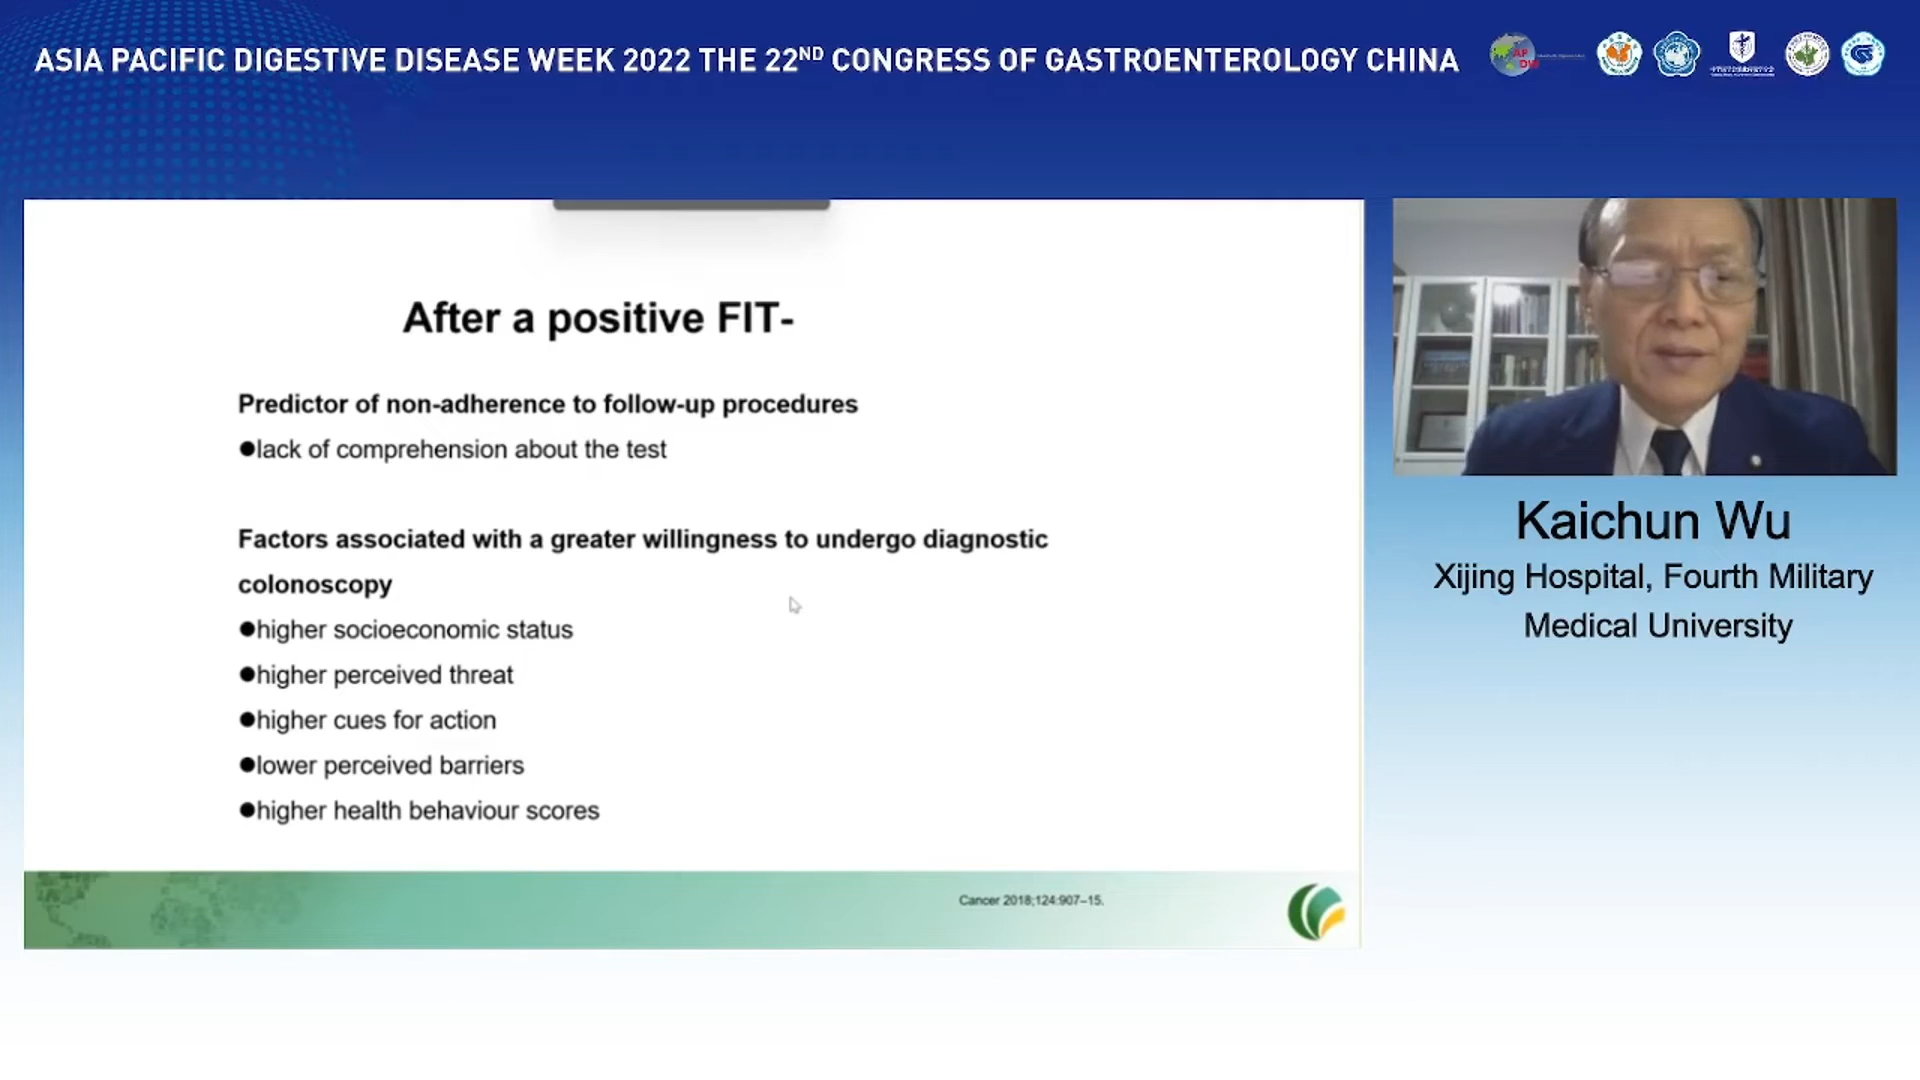 ASIA PACIFIC DIGESTIVE DISEASE WEEK 2022 THE 22ND CONGRESS OF GASTROENTEROLOGY CHINA
After a positive FIT-
Predictor of non-adherence to follow-up procedures
●lack of comprehension about the test
Factors associated with a greater willingness to undergo diagnostic
colonoscopy
●higher socioeconomic status
●higher perceived threat
●higher cues for action
●lower perceived barriers
●higher health behaviour scores
Cancer 2018;124:907–15.
Kaichun Wu
Xijing Hospital, Fourth Military
Medical University